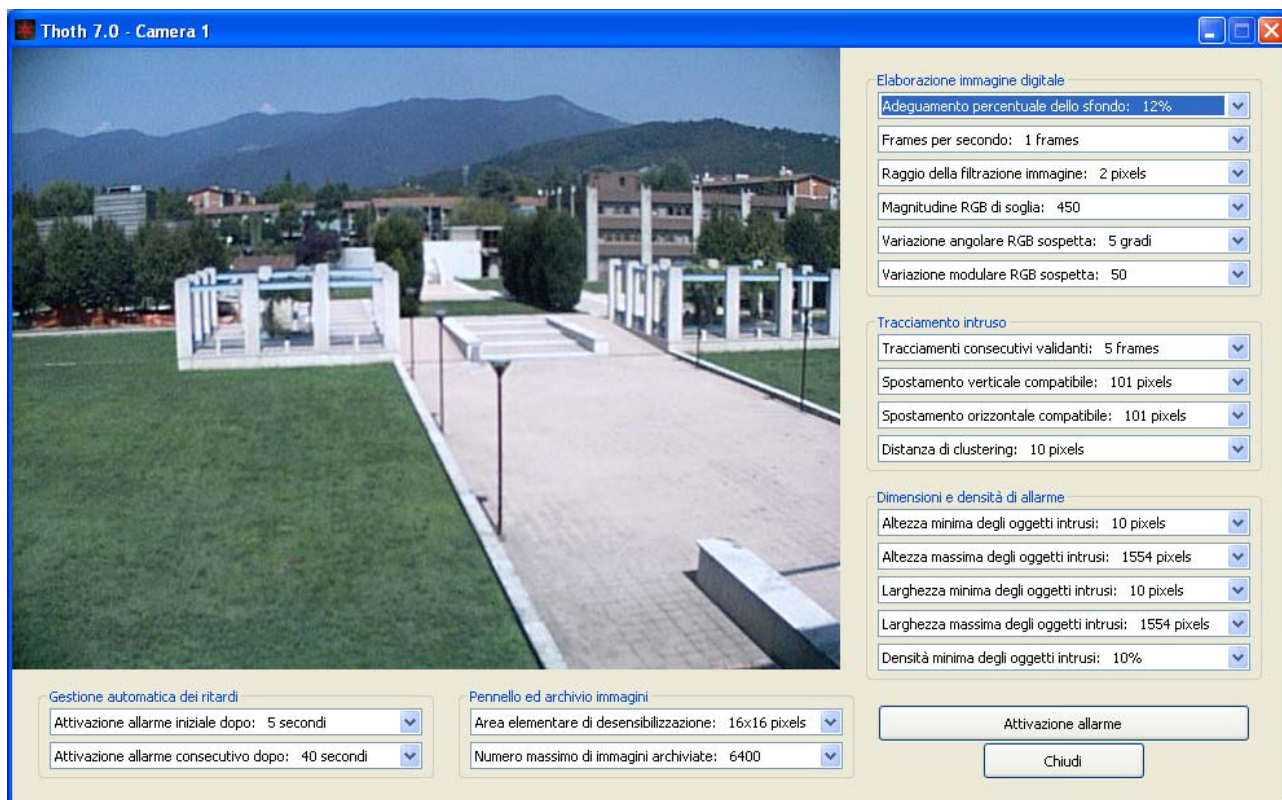 Thoth 7.0 - Camera 1
Elaborazione immagine digitale
Adeguamento percentuale dello sfondo: 12%
Frames per secondo: 1 frames
Raggio della filtrazione immagine: 2 pixels
Magnitudine RGB di soglia: 450
Variazione angolare RGB sospetta: 5 gradi
Variazione modulare RGB sospetta: 50
Tracciamento intruso
Tracciamenti consecutivi validanti: 5 frames
Spostamento verticale compatibile: 101 pixels
Spostamento orizzontale compatibile: 101 pixels
Distanza di clustering: 10 pixels
Dimensioni e densità di allarme
Altezza minima degli oggetti intrusi: 10 pixels
Altezza massima degli oggetti intrusi: 1554 pixels
Larghezza minima degli oggetti intrusi: 10 pixels
Larghezza massima degli oggetti intrusi: 1554 pixels
Densità minima degli oggetti intrusi: 10%
Gestione automatica dei ritardi
Attivazione allarme iniziale dopo: 5 secondi
Attivazione allarme consecutivo dopo: 40 secondi
Pennello ed archivio immagini
Area elementare di desensibilizzazione: 16x16 pixels
Numero massimo di immagini archiviate: 6400
Attivazione allarme
Chiudi